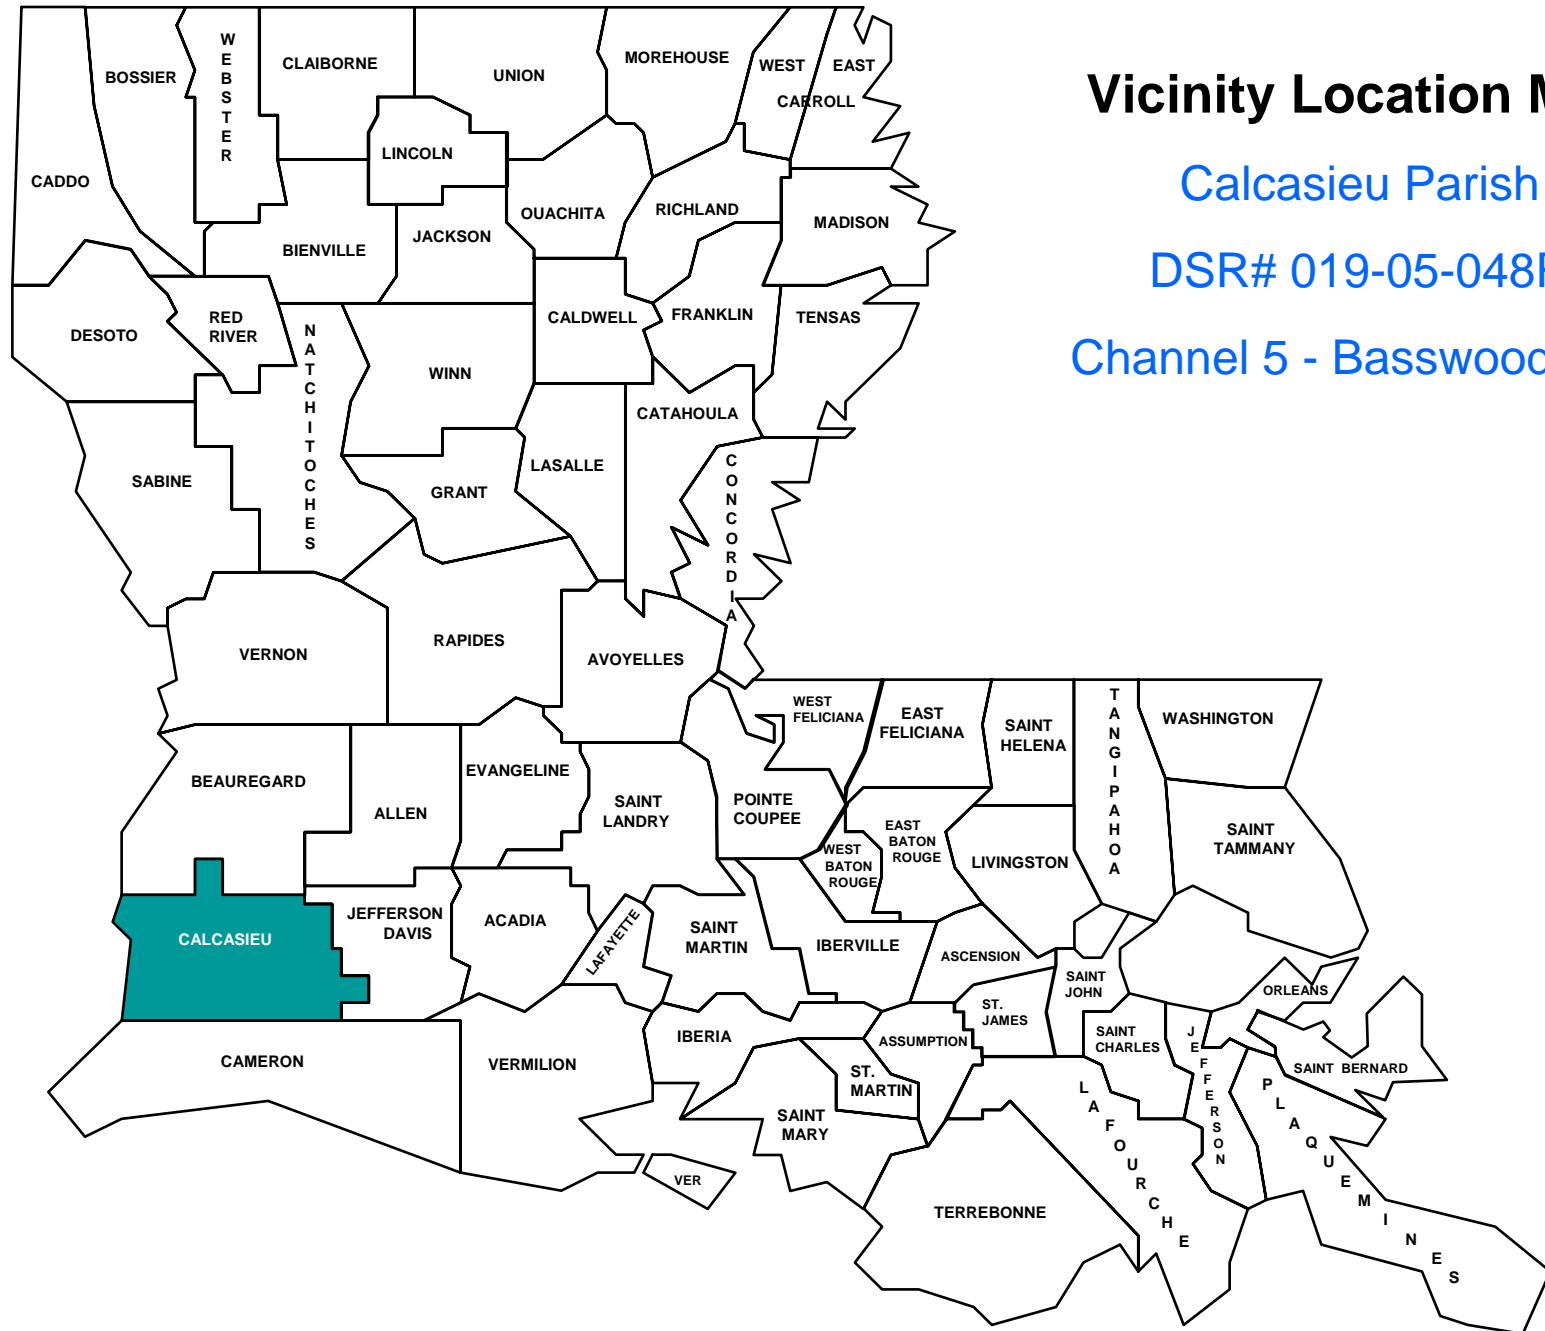 Vicinity Location
Calcasieu Parish
DSR# 019-05-048
Channel 5 - Basswood
WEBSTER
BOSSIER
CLAIBORNE
UNION
MOREHOUSE
WEST
EAST
CARROLL
CADDO
LINCOLN
OUACHITA
RICHLAND
MADISON
BIENVILLE
JACKSON
DESOTO
RED
RIVER
NATCHITOCHES
WINN
CALDWELL
FRANKLIN
TENSAS
CATAHOULA
SABINE
GRANT
LASALLE
CONCORDIA
VERNON
RAPIDES
AVOYELLES
WEST
FELICIANA
EAST
FELICIANA
SAINT
HELENA
TANGIPAHOA
WASHINGTON
BEAUREGARD
ALLEN
EVANGELINE
SAINT
LANDRY
POINTE
COUPEE
WEST
BATON
ROUGE
EAST
BATON
ROUGE
LIVINGSTON
SAINT
TAMMANY
CALCASIEU
JEFFERSON
DAVIS
ACADIA
LAFAYETTE
SAINT
MARTIN
IBERVILLE
ASCENSION
SAINT
JOHN
ORLEANS
CAMERON
VERMILION
IBERIA
ST.
MARTIN
ASSUMPTION
ST.
JAMES
SAINT
CHARLES
JEFFERSON
SAINT BERNARD
PLAQUEMINES
VER
SAINT
MARY
TERREBONNE
LAFOURCHE